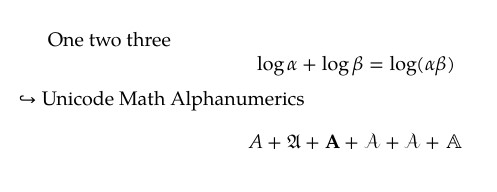 One two three
log α + log β = log(αβ)
↪ Unicode Math Alphanumerics
𝐴 + 𝔄 + 𝐀 + 𝒜 + 𝒜 + 𝔸